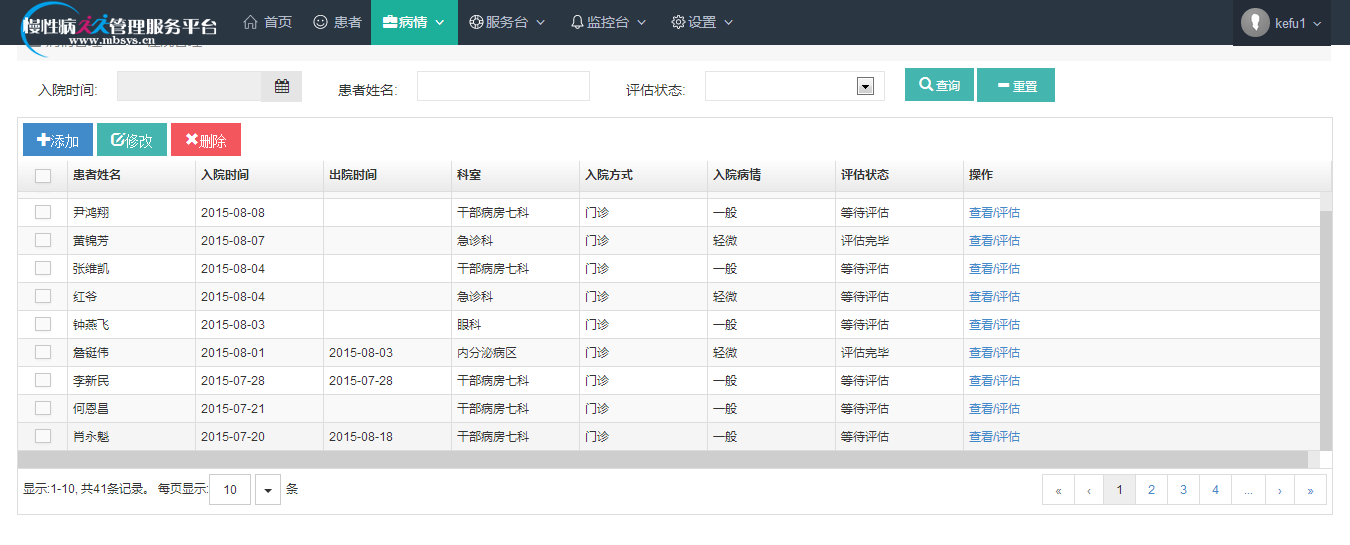 慢性病久久管理服务平台
www.mbsys.cn
首页 患者 病情 服务台 监控台 设置 kefu1
入院时间: 患者姓名: 评估状态: 查询 重置
添加 修改 删除
患者姓名 入院时间 出院时间 科室 入院方式 入院病情 评估状态 操作
尹鸿翔 2015-08-08 干部病房七科 门诊 一般 等待评估 查看/评估
黄锦芳 2015-08-07 急诊科 门诊 轻微 评估完毕 查看/评估
张维凯 2015-08-04 干部病房七科 门诊 一般 等待评估 查看/评估
红爷 2015-08-04 急诊科 门诊 轻微 等待评估 查看/评估
钟燕飞 2015-08-03 眼科 门诊 一般 等待评估 查看/评估
詹铤伟 2015-08-01 2015-08-03 内分泌病区 门诊 轻微 评估完毕 查看/评估
李新民 2015-07-28 2015-07-28 干部病房七科 门诊 一般 等待评估 查看/评估
何恩昌 2015-07-21 干部病房七科 门诊 一般 等待评估 查看/评估
肖永魁 2015-07-20 2015-08-18 干部病房七科 门诊 一般 等待评估 查看/评估
显示:1-10, 共41条记录。 每页显示: 10 条 « ‹ 1 2 3 4 ... › »